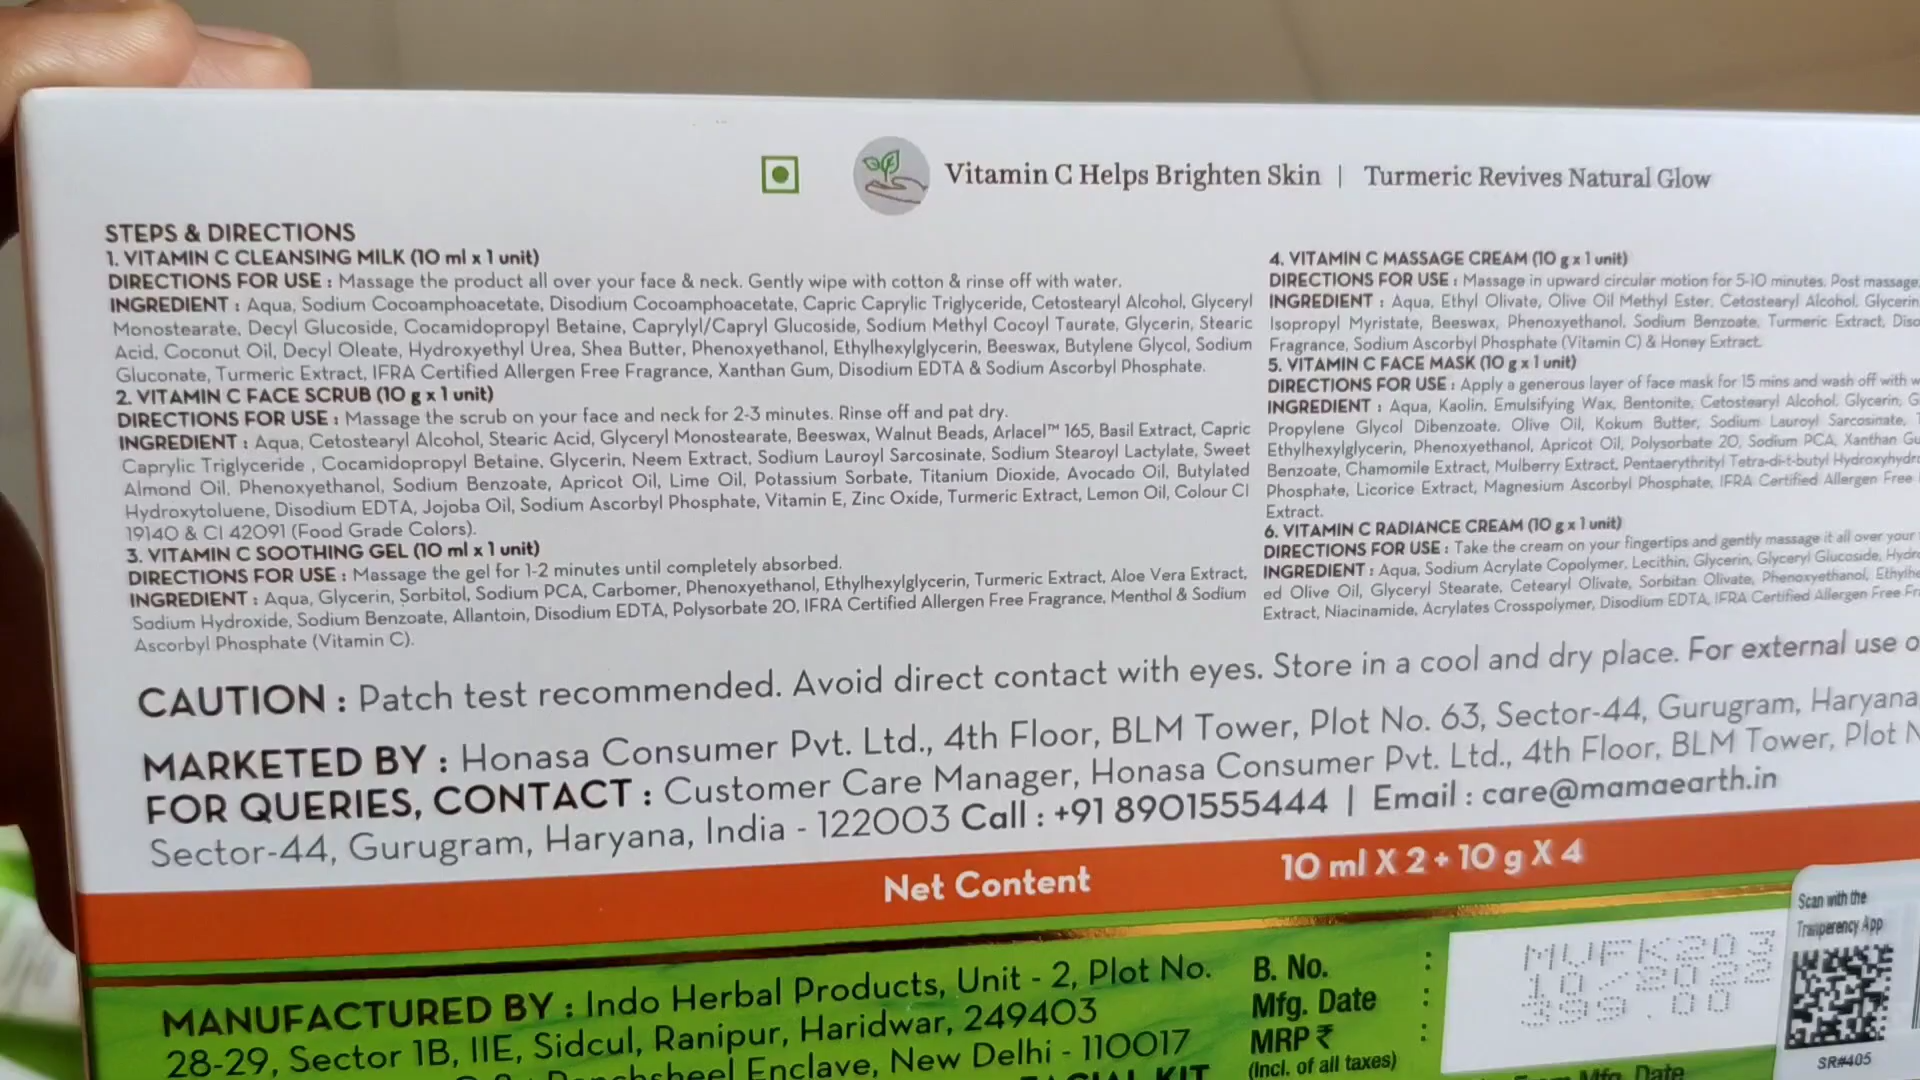 Vitamin C Helps Brighten Skin | Turmeric Revives Natural Glow
STEPS & DIRECTIONS
1. VITAMIN C CLEANSING MILK (10 ml x 1 unit)
DIRECTIONS FOR USE : Massage the product all over your face & neck. Gently wipe with cotton & rinse off with water.
INGREDIENT : Aqua, Sodium Cocoamphoacetate, Disodium Cocoamphoacetate, Capric Caprylic Triglyceride, Cetostearyl Alcohol, Glyceryl
Monostearate, Decyl Glucoside, Cocamidopropyl Betaine, Caprylyl/Capryl Glucoside, Sodium Methyl Cocoyl Taurate, Glycerin, Stearic
Acid, Coconut Oil, Decyl Oleate, Hydroxyethyl Urea, Shea Butter, Phenoxyethanol, Ethylhexylglycerin, Beeswax, Butylene Glycol, Sodium
Gluconate, Turmeric Extract, IFRA Certified Allergen Free Fragrance, Xanthan Gum, Disodium EDTA & Sodium Ascorbyl Phosphate.
2. VITAMIN C FACE SCRUB (10 g x 1 unit)
DIRECTIONS FOR USE : Massage the scrub on your face and neck for 2-3 minutes. Rinse off and pat dry.
INGREDIENT : Aqua, Cetostearyl Alcohol, Stearic Acid, Glyceryl Monostearate, Beeswax, Walnut Beads, Arlacel™ 165, Basil Extract, Capric
Caprylic Triglyceride , Cocamidopropyl Betaine, Glycerin, Neem Extract, Sodium Lauroyl Sarcosinate, Sodium Stearoyl Lactylate, Sweet
Almond Oil, Phenoxyethanol, Sodium Benzoate, Apricot Oil, Lime Oil, Potassium Sorbate, Titanium Dioxide, Avocado Oil, Butylated
Hydroxytoluene, Disodium EDTA, Jojoba Oil, Sodium Ascorbyl Phosphate, Vitamin E, Zinc Oxide, Turmeric Extract, Lemon Oil, Colour CI
19140 & CI 42091 (Food Grade Colors).
3. VITAMIN C SOOTHING GEL (10 ml x 1 unit)
DIRECTIONS FOR USE : Massage the gel for 1-2 minutes until completely absorbed.
INGREDIENT : Aqua, Glycerin, Sorbitol, Sodium PCA, Carbomer, Phenoxyethanol, Ethylhexylglycerin, Turmeric Extract, Aloe Vera Extract,
Sodium Hydroxide, Sodium Benzoate, Allantoin, Disodium EDTA, Polysorbate 20, IFRA Certified Allergen Free Fragrance, Menthol & Sodium
Ascorbyl Phosphate (Vitamin C).
4. VITAMIN C MASSAGE CREAM (10 g x 1 unit)
DIRECTIONS FOR USE : Massage in upward circular motion for 5-10 minutes. Post massage,
INGREDIENT : Aqua, Ethyl Olivate, Olive Oil Methyl Ester, Cetostearyl Alcohol, Glycerin
Isopropyl Myristate, Beeswax, Phenoxyethanol, Sodium Benzoate, Turmeric Extract,
Fragrance, Sodium Ascorbyl Phosphate (Vitamin C) & Honey Extract.
5. VITAMIN C FACE MASK (10 g x 1 unit)
DIRECTIONS FOR USE : Apply a generous layer of face mask for 15 mins and wash off with
INGREDIENT : Aqua, Kaolin, Emulsifying Wax, Bentonite, Cetostearyl Alcohol, Glycerin,
Propylene Glycol Dibenzoate, Olive Oil, Kokum Butter, Sodium Lauroyl Sarcosinate,
Ethylhexylglycerin, Phenoxyethanol, Apricot Oil, Polysorbate 20, Sodium PCA, Xanthan
Benzoate, Chamomile Extract, Mulberry Extract, Pentaerythrityl Tetra-di-t-butyl
Phosphate, Licorice Extract, Magnesium Ascorbyl Phosphate, IFRA Certified Allergen Free
Extract.
6. VITAMIN C RADIANCE CREAM (10 g x 1 unit)
DIRECTIONS FOR USE : Take the cream on your fingertips and gently massage it all over your
INGREDIENT : Aqua, Sodium Acrylate Copolymer, Lecithin, Glycerin, Glyceryl Glucoside,
ed Olive Oil, Glyceryl Stearate, Cetearyl Olivate, Sorbitan Olivate, Phenoxyethanol,
Extract, Niacinamide, Acrylates Crosspolymer, Disodium EDTA, IFRA Certified Allergen Free
CAUTION : Patch test recommended. Avoid direct contact with eyes. Store in a cool and dry place. For external use
MARKETED BY : Honasa Consumer Pvt. Ltd., 4th Floor, BLM Tower, Plot No. 63, Sector-44, Gurugram, Haryana
FOR QUERIES, CONTACT : Customer Care Manager, Honasa Consumer Pvt. Ltd., 4th Floor, BLM Tower, Plot
Sector-44, Gurugram, Haryana, India - 122003 Call : +91 8901555444 | Email : care@mamaearth.in
Net Content 10 ml X 2 + 10 g X 4
MANUFACTURED BY : Indo Herbal Products, Unit - 2, Plot No.
28-29, Sector 1B, IIE, Sidcul, Ranipur, Haridwar, 249403
Enclave, New Delhi - 110017
FACIAL KIT
B. No. : MUFK203
Mfg. Date : 10/2022
MRP ₹ : 399.00
(Incl. of all taxes)
Mfg. Date
Scan with the
Tranperency App
SR#405